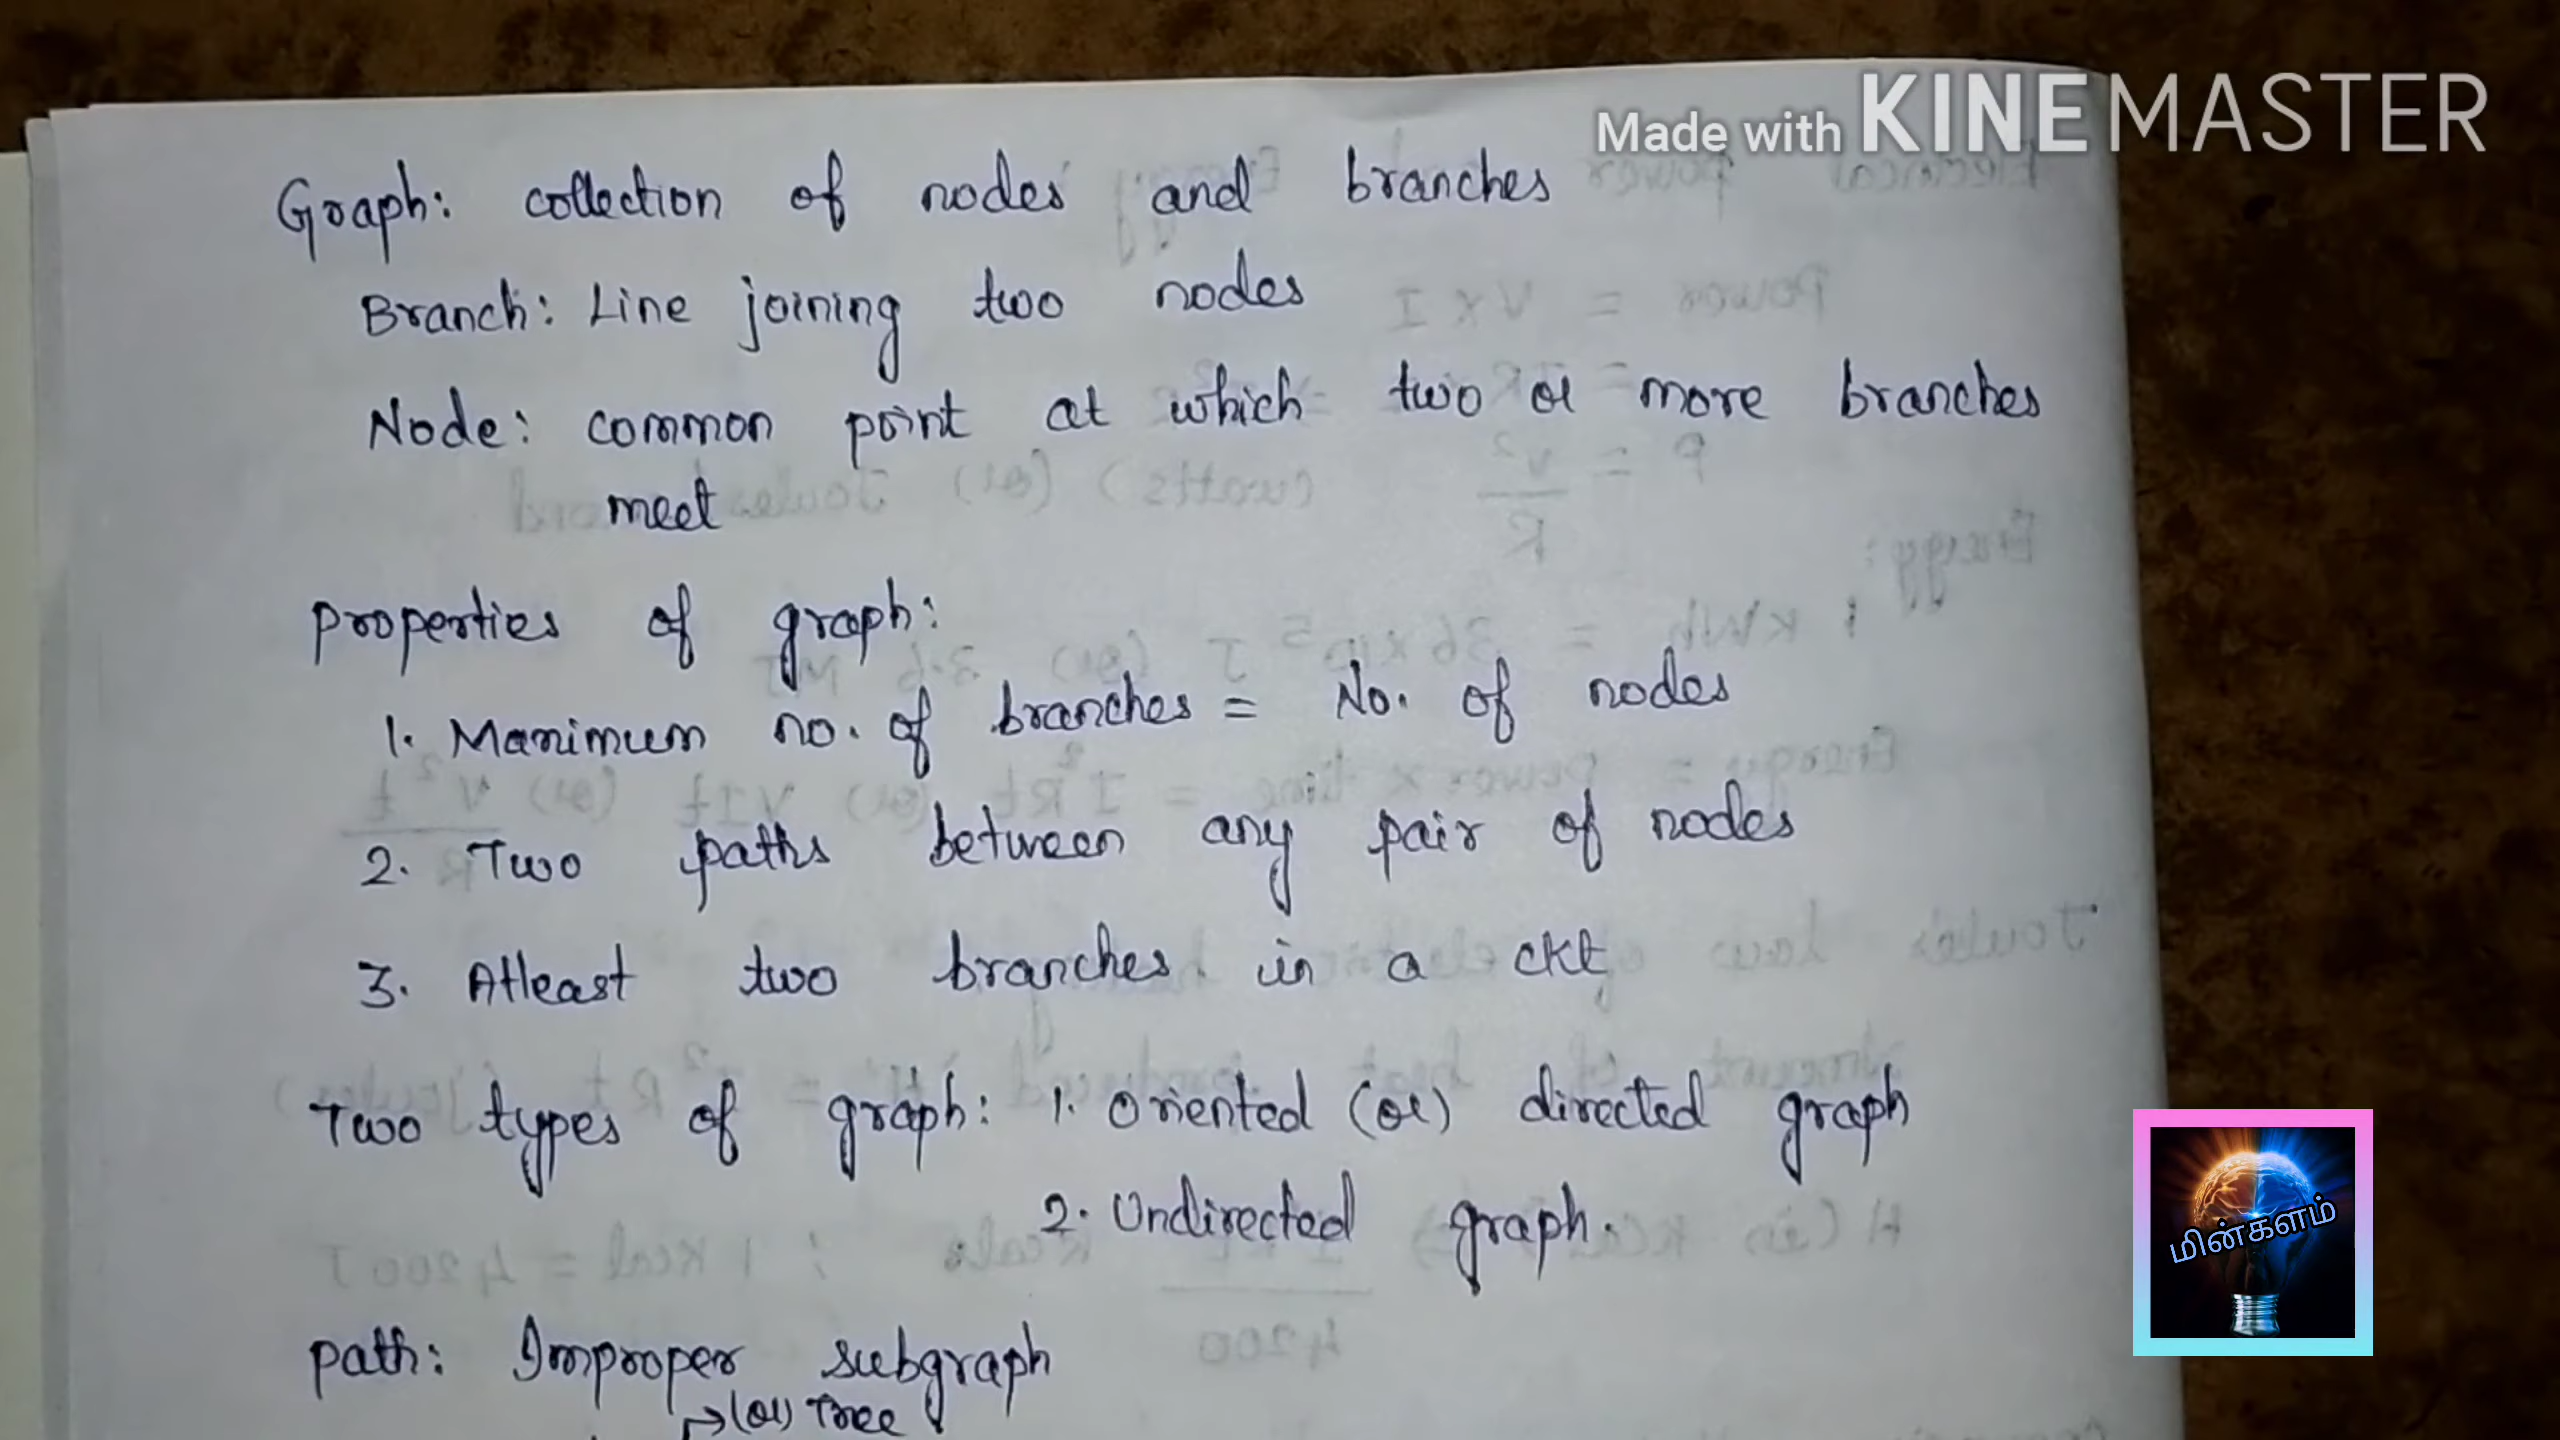 Made with KINEMASTER
Graph: collection of nodes and branches
Branch: Line joining two nodes
Node: common point at which two or more branches
meet
properties of graph:
1. Manimum no. of branches = No. of nodes
2. Two paths between any pair of nodes
3. Atleast two branches in a ckt
Two types of graph: 1. Oriented (or) directed graph
2. Undirected graph.
path: Improper subgraph
→(or) Tree
மின்களம்